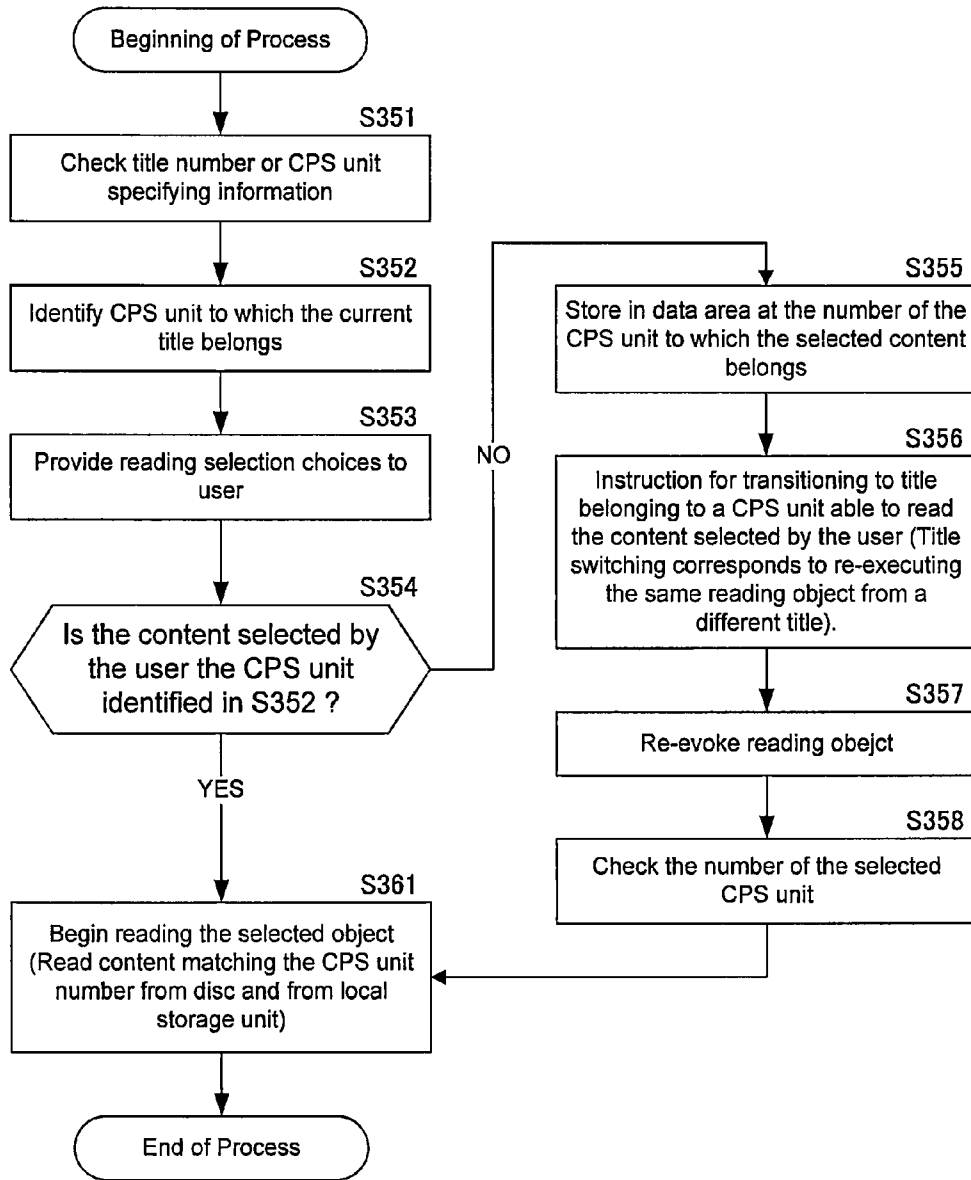 Beginning of Process
S351
Check title number or CPS unit
specifying information
S352
Identify CPS unit to which the current
title belongs
S353
Provide reading selection choices to
user
S354
Is the content selected by
the user the CPS unit
identified in S352 ?
NO
YES
S355
Store in data area at the number of the
CPS unit to which the selected content
belongs
S356
Instruction for transitioning to title
belonging to a CPS unit able to read
the content selected by the user (Title
switching corresponds to re-executing
the same reading object from a
different title).
S357
Re-evoke reading obejct
S358
Check the number of the selected
CPS unit
S361
Begin reading the selected object
(Read content matching the CPS unit
number from disc and from local
storage unit)
End of Process